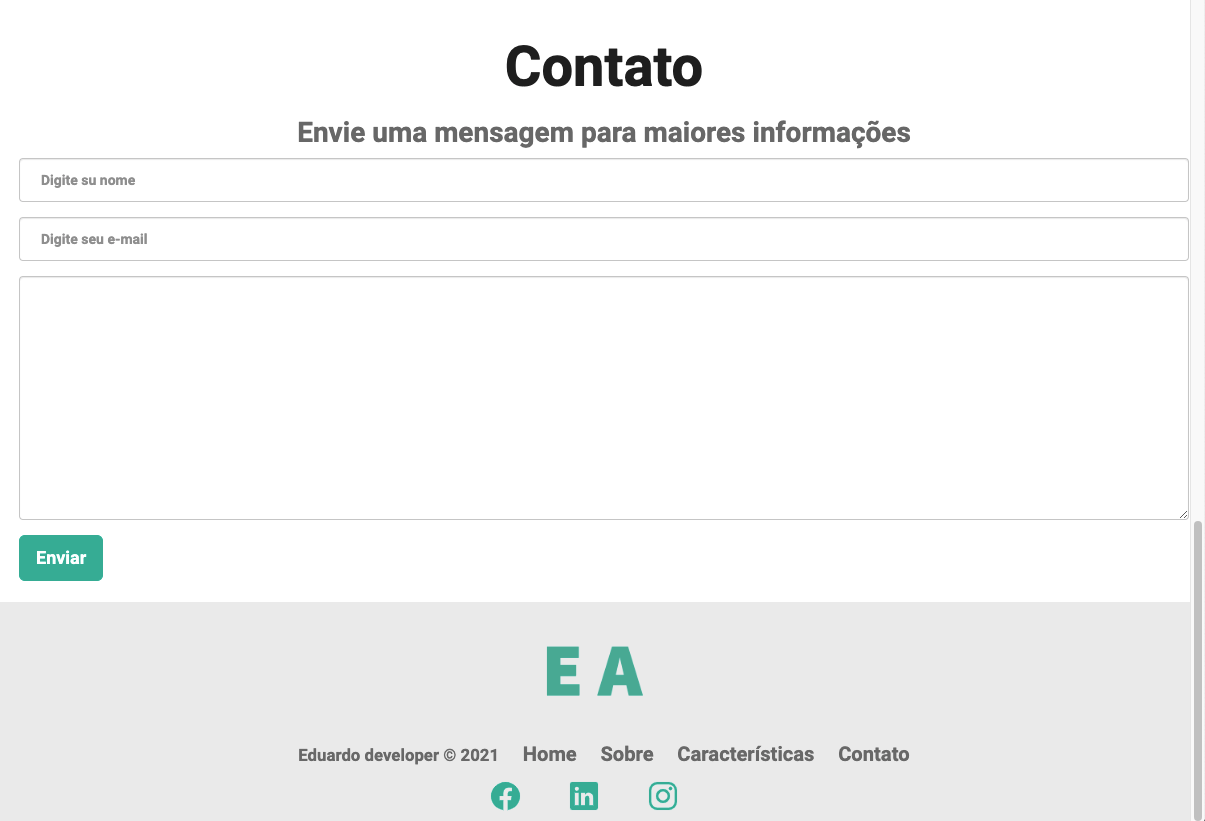 Contato
Envie uma mensagem para maiores informações
Digite su nome
Digite seu e-mail
Enviar
E A
Eduardo developer © 2021 Home Sobre Características Contato